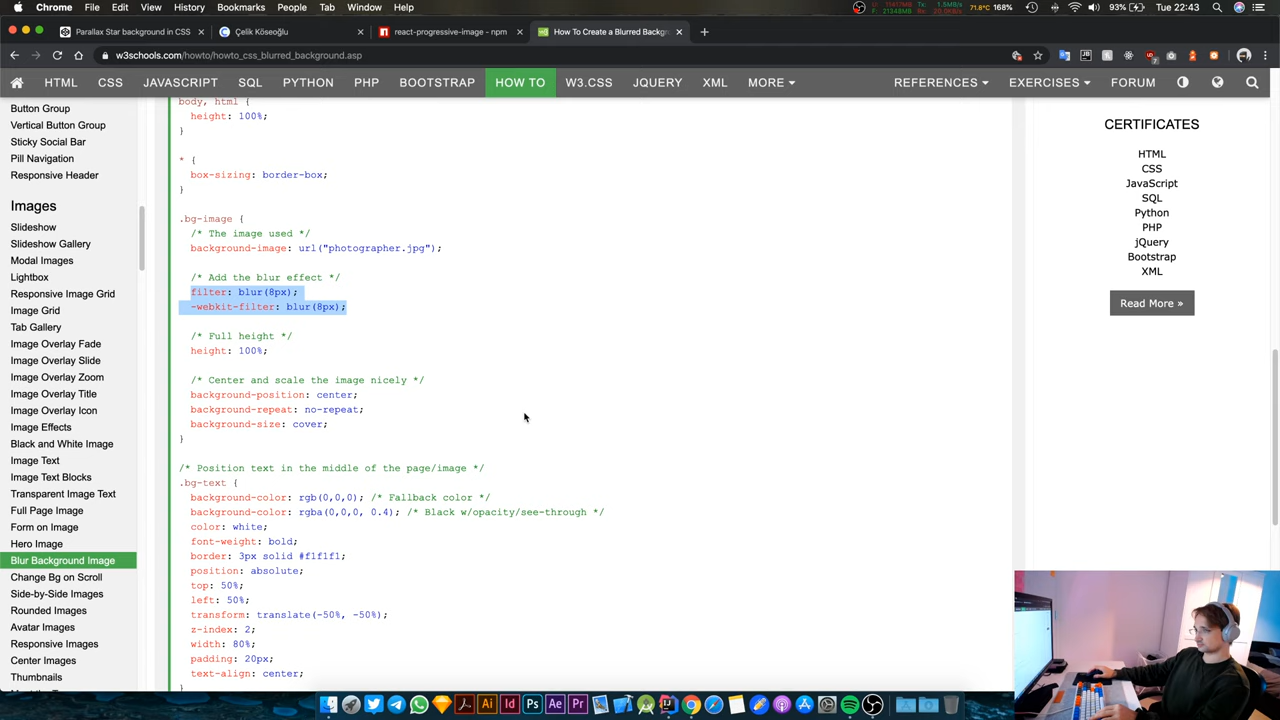 Chrome File Edit View History Bookmarks People Tab Window Help
71.8°C 168% 93% Tue 22:43
Parallax Star background in CSS
Çelik Köseoğlu
react-progressive-image - npm
How To Create a Blurred Backgr
w3schools.com/howto/howto_css_blurred_background.asp
HTML CSS JAVASCRIPT SQL PYTHON PHP BOOTSTRAP HOW TO W3.CSS JQUERY XML MORE REFERENCES EXERCISES FORUM
Button Group
Vertical Button Group
Sticky Social Bar
Pill Navigation
Responsive Header
Images
Slideshow
Slideshow Gallery
Modal Images
Lightbox
Responsive Image Grid
Image Grid
Tab Gallery
Image Overlay Fade
Image Overlay Slide
Image Overlay Zoom
Image Overlay Title
Image Overlay Icon
Image Effects
Black and White Image
Image Text
Image Text Blocks
Transparent Image Text
Full Page Image
Form on Image
Hero Image
Blur Background Image
Change Bg on Scroll
Side-by-Side Images
Rounded Images
Avatar Images
Responsive Images
Center Images
Thumbnails
body, html {
height: 100%;
}
* {
box-sizing: border-box;
}
.bg-image {
/* The image used */
background-image: url("photographer.jpg");
/* Add the blur effect */
filter: blur(8px);
-webkit-filter: blur(8px);
/* Full height */
height: 100%;
/* Center and scale the image nicely */
background-position: center;
background-repeat: no-repeat;
background-size: cover;
}
/* Position text in the middle of the page/image */
.bg-text {
background-color: rgb(0,0,0); /* Fallback color */
background-color: rgba(0,0,0, 0.4); /* Black w/opacity/see-through */
color: white;
font-weight: bold;
border: 3px solid #f1f1f1;
position: absolute;
top: 50%;
left: 50%;
transform: translate(-50%, -50%);
z-index: 2;
width: 80%;
padding: 20px;
text-align: center;
}
CERTIFICATES
HTML
CSS
JavaScript
SQL
Python
PHP
jQuery
Bootstrap
XML
Read More »